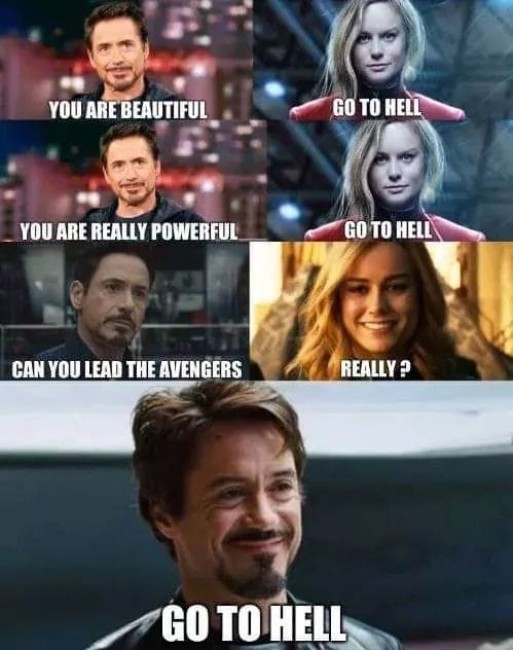 YOU ARE BEAUTIFUL
GO TO HELL
YOU ARE REALLY POWERFUL
GO TO HELL
CAN YOU LEAD THE AVENGERS
REALLY ?
GO TO HELL